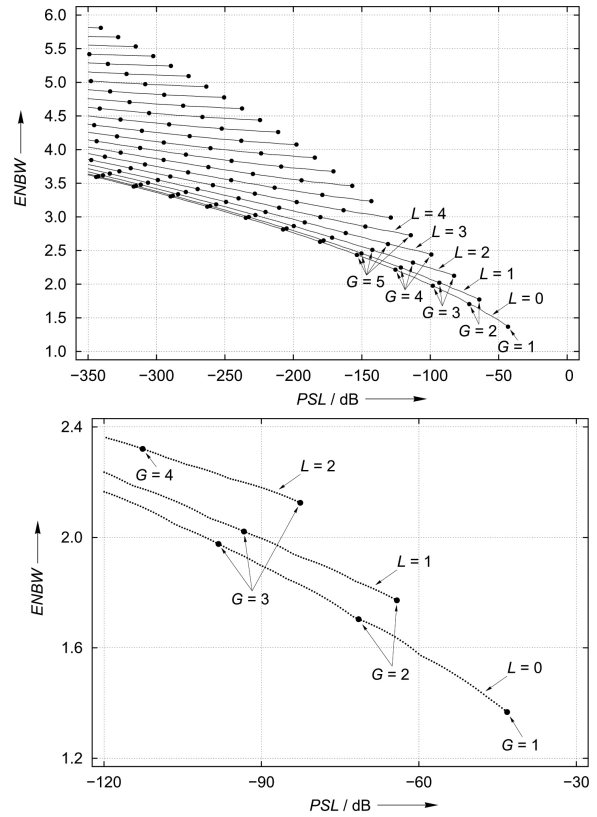 6.0
5.5
5.0
4.5
4.0
3.5
3.0
2.5
2.0
1.5
1.0
ENBW
L = 4
L = 3
L = 2
L = 1
L = 0
G = 5
G = 4
G = 3
G = 2
G = 1
−350 −300 −250 −200 −150 −100 −50 0
PSL / dB
2.4
2.0
1.6
1.2
ENBW
L = 2
G = 4
L = 1
G = 3
G = 2
L = 0
G = 1
−120 −90 −60 −30
PSL / dB